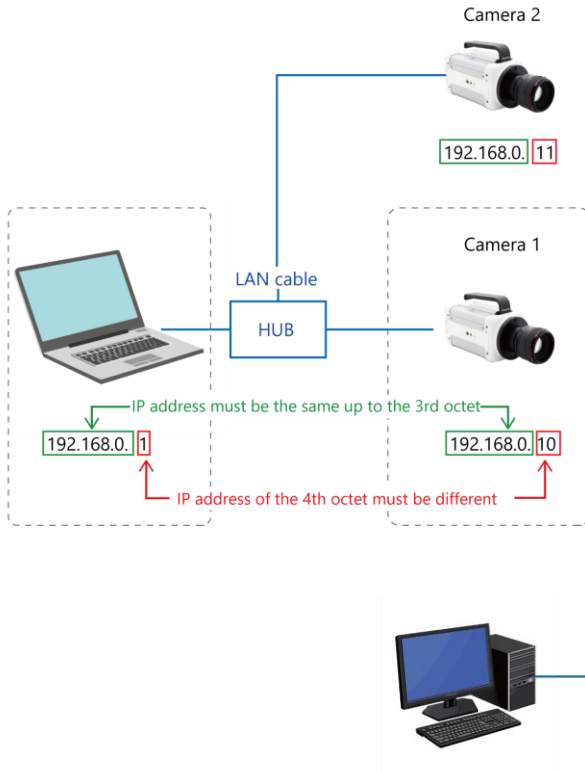 Camera 2
192.168.0. 11
Camera 1
LAN cable
HUB
IP address must be the same up to the 3rd octet
192.168.0. 1
192.168.0. 10
IP address of the 4th octet must be different